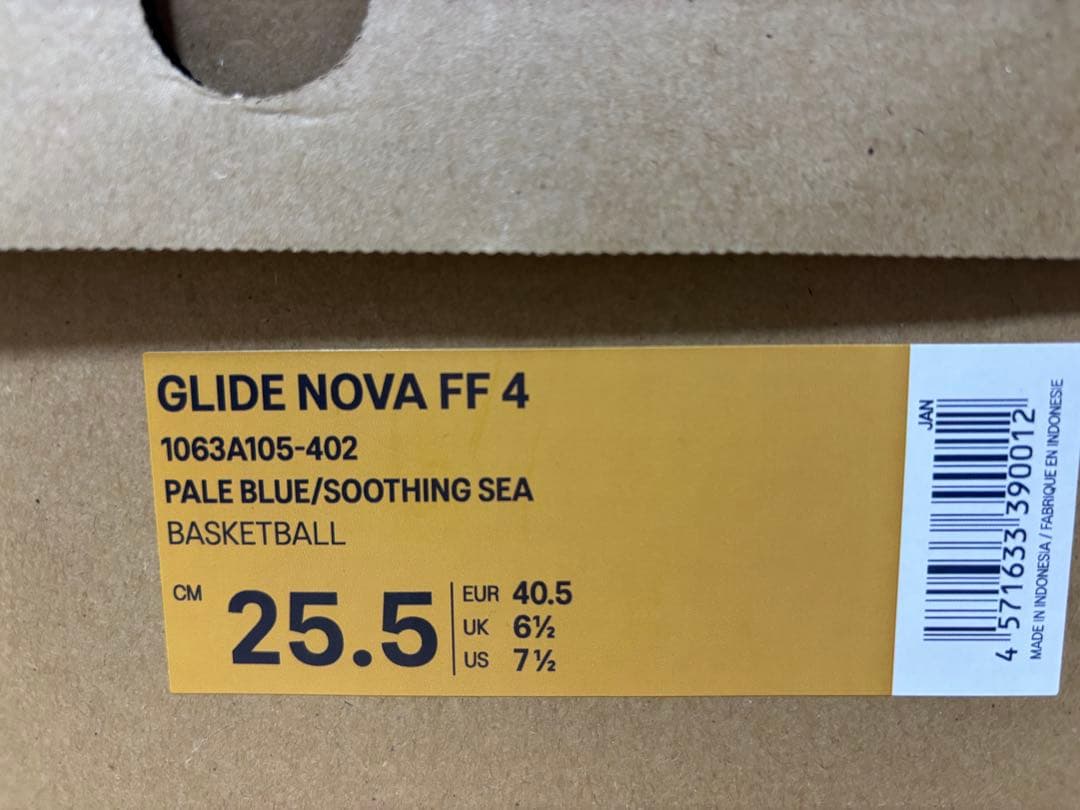 GLIDE NOVA FF 4
1063A105-402
PALE BLUE/SOOTHING SEA
BASKETBALL
CM 25.5
EUR 40.5
UK 6½
US 7½
JAN
4 571633 390012
MADE IN INDONESIA / FABRIQUE EN INDONESIE